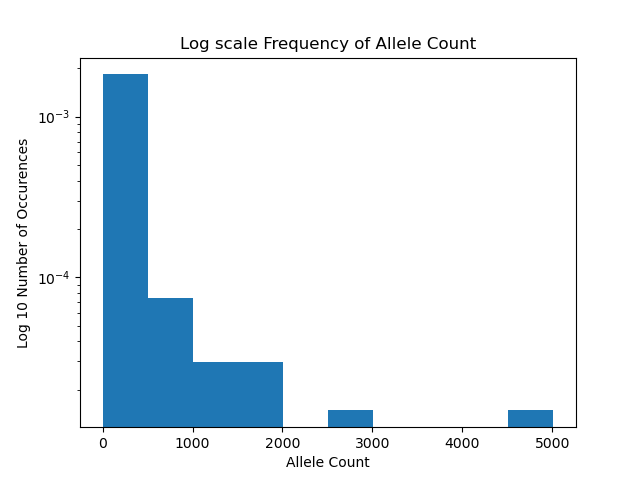 Log scale Frequency of Allele Count
Log 10 Number of Occurences
10⁻³
10⁻⁴
0 1000 2000 3000 4000 5000
Allele Count